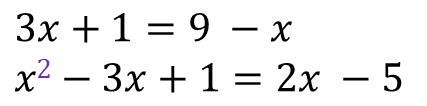 3x + 1 = 9 − x
x² − 3x + 1 = 2x − 5